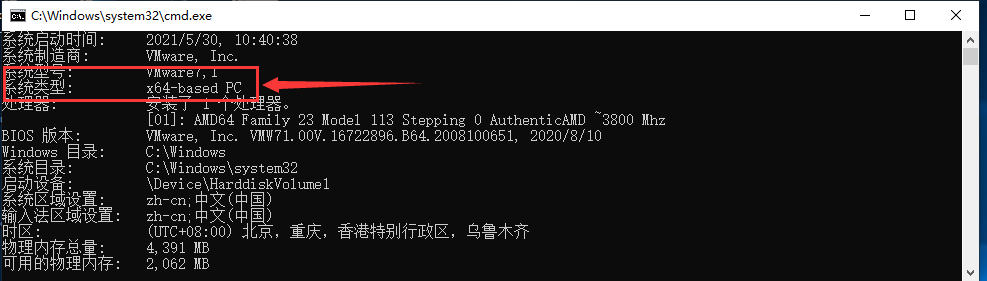 C:\Windows\system32\cmd.exe
系统启动时间: 2021/5/30, 10:40:38
系统制造商: VMware, Inc.
系统型号: VMware7,1
系统类型: x64-based PC
处理器: 安装了 1 个处理器。
[01]: AMD64 Family 23 Model 113 Stepping 0 AuthenticAMD ~3800 Mhz
BIOS 版本: VMware, Inc. VMW71.00V.16722896.B64.2008100651, 2020/8/10
Windows 目录: C:\Windows
系统目录: C:\Windows\system32
启动设备: \Device\HarddiskVolume1
系统区域设置: zh-cn;中文(中国)
输入法区域设置: zh-cn;中文(中国)
时区: (UTC+08:00) 北京，重庆，香港特别行政区，乌鲁木齐
物理内存总量: 4,391 MB
可用的物理内存: 2,062 MB